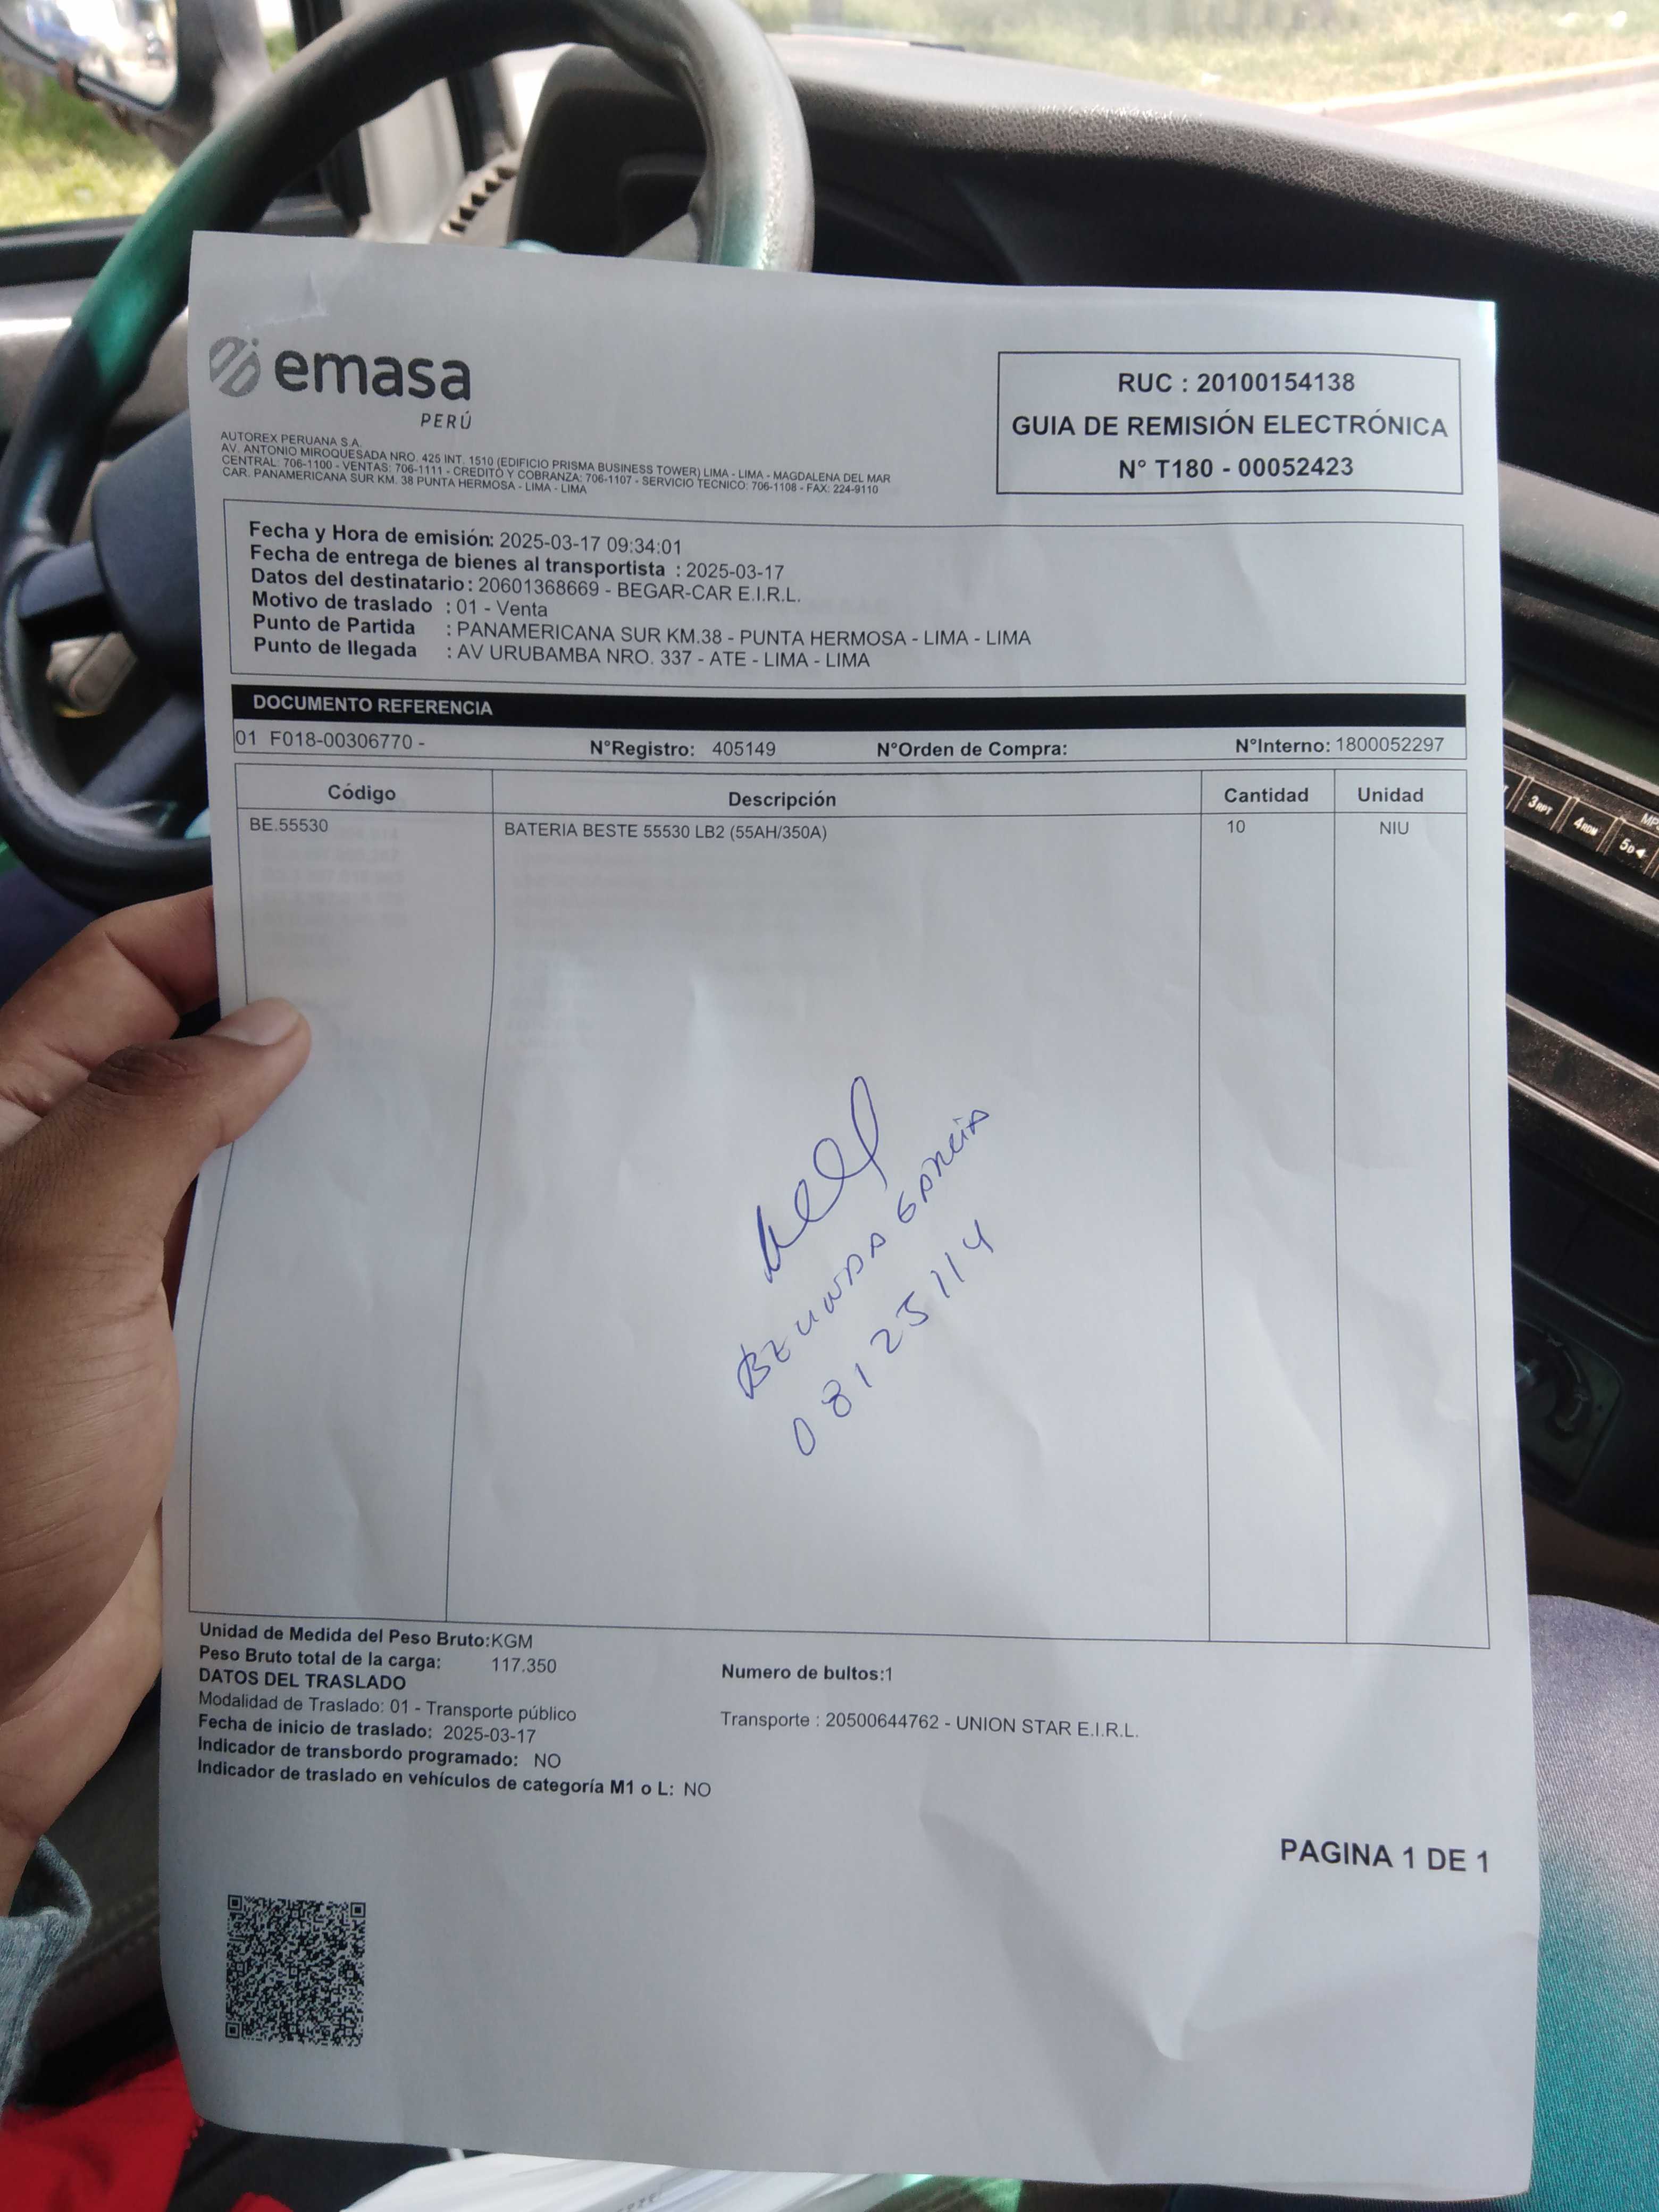 emasa
PERÚ
AUTOREX PERUANA S.A.
AV. ANTONIO MIROQUESADA NRO. 425 INT. 1510 (EDIFICIO PRISMA BUSINESS TOWER) LIMA - LIMA - MAGDALENA DEL MAR
CENTRAL: 706-1100 - VENTAS: 706-1111 - CREDITO Y COBRANZA: 706-1107 - SERVICIO TECNICO: 706-1108 - FAX: 224-9110
CAR. PANAMERICANA SUR KM. 38 PUNTA HERMOSA - LIMA - LIMA
RUC : 20100154138
GUIA DE REMISIÓN ELECTRÓNICA
N° T180 - 00052423
Fecha y Hora de emisión: 2025-03-17 09:34:01
Fecha de entrega de bienes al transportista : 2025-03-17
Datos del destinatario : 20601368669 - BEGAR-CAR E.I.R.L.
Motivo de traslado : 01 - Venta
Punto de Partida : PANAMERICANA SUR KM.38 - PUNTA HERMOSA - LIMA - LIMA
Punto de llegada : AV URUBAMBA NRO. 337 - ATE - LIMA - LIMA
DOCUMENTO REFERENCIA
01 F018-00306770 - N°Registro: 405149 N°Orden de Compra: N°Interno: 1800052297
Código Descripción Cantidad Unidad
BE.55530 BATERIA BESTE 55530 LB2 (55AH/350A) 10 NIU
GARCIA
08125114
Unidad de Medida del Peso Bruto: KGM
Peso Bruto total de la carga: 117.350
Numero de bultos:1
DATOS DEL TRASLADO
Modalidad de Traslado: 01 - Transporte público
Transporte : 20500644762 - UNION STAR E.I.R.L.
Fecha de inicio de traslado: 2025-03-17
Indicador de transbordo programado: NO
Indicador de traslado en vehículos de categoría M1 o L: NO
PAGINA 1 DE 1
3 RPT
4 RDM
5